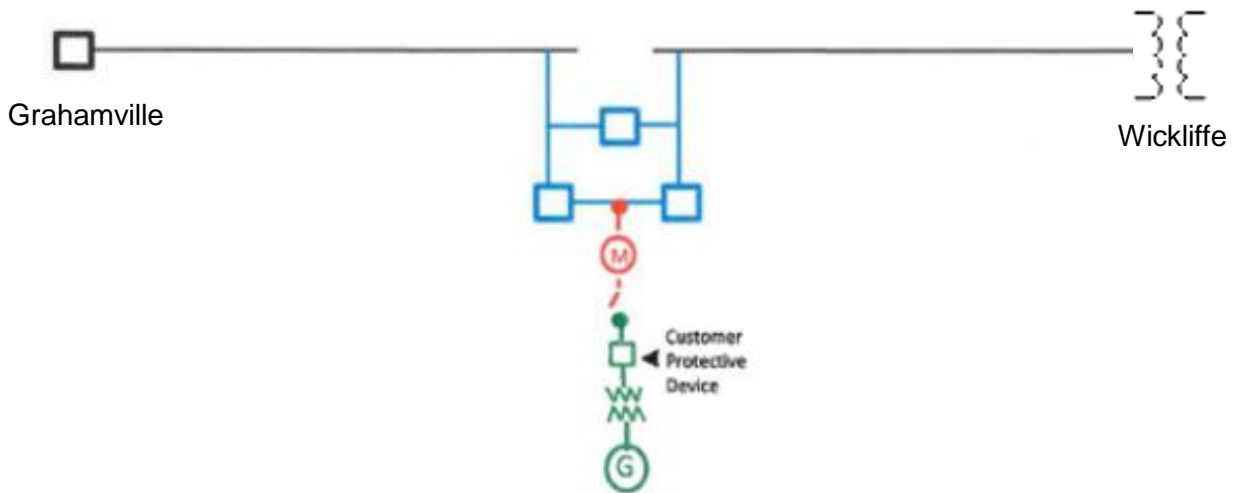 Grahamville
Wickliffe
M
Customer
Protective
Device
G